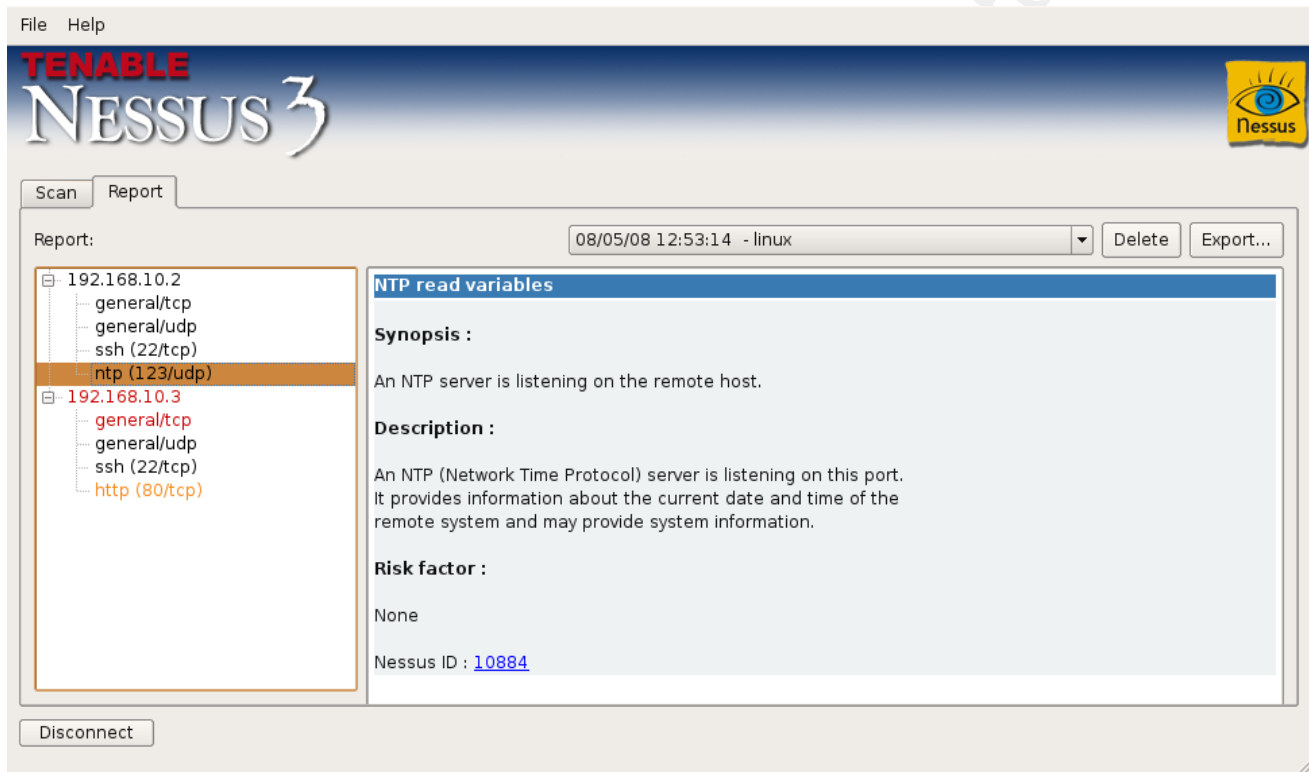 File Help
TENABLE
NESSUS 3
Nessus
Scan Report
Report: 08/05/08 12:53:14 - linux Delete Export...
192.168.10.2
general/tcp
general/udp
ssh (22/tcp)
ntp (123/udp)
192.168.10.3
general/tcp
general/udp
ssh (22/tcp)
http (80/tcp)
NTP read variables
Synopsis :
An NTP server is listening on the remote host.
Description :
An NTP (Network Time Protocol) server is listening on this port.
It provides information about the current date and time of the
remote system and may provide system information.
Risk factor :
None
Nessus ID : 10884
Disconnect